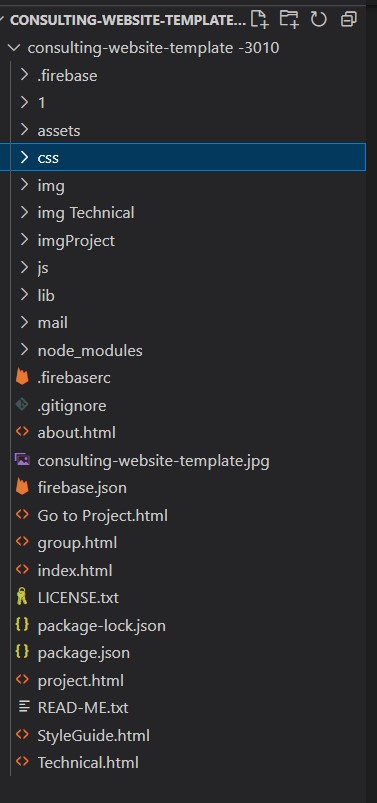 CONSULTING-WEBSITE-TEMPLATE...
consulting-website-template -3010
.firebase
1
assets
css
img
img Technical
imgProject
js
lib
mail
node_modules
.firebaserc
.gitignore
about.html
consulting-website-template.jpg
firebase.json
Go to Project.html
group.html
index.html
LICENSE.txt
package-lock.json
package.json
project.html
READ-ME.txt
StyleGuide.html
Technical.html